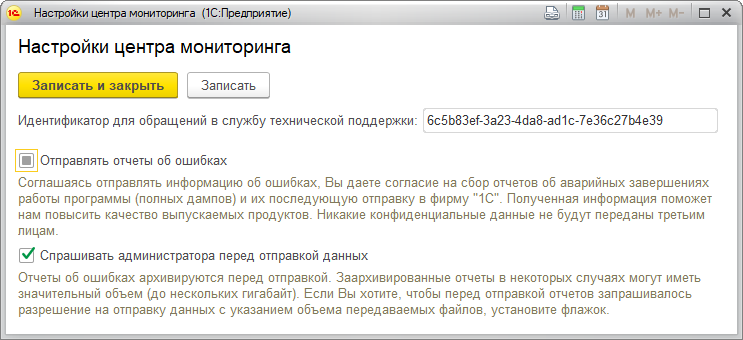 1С Настройки центра мониторинга (1С:Предприятие) 31 M M+ M-
Настройки центра мониторинга
Записать и закрыть Записать
Идентификатор для обращений в службу технической поддержки: 6c5b83ef-3a23-4da8-ad1c-7e36c27b4e39
Отправлять отчеты об ошибках
Соглашаясь отправлять информацию об ошибках, Вы даете согласие на сбор отчетов об аварийных завершениях
работы программы (полных дампов) и их последующую отправку в фирму "1С". Полученная информация поможет
нам повысить качество выпускаемых продуктов. Никакие конфиденциальные данные не будут переданы третьим
лицам.
Спрашивать администратора перед отправкой данных
Отчеты об ошибках архивируются перед отправкой. Заархивированные отчеты в некоторых случаях могут иметь
значительный объем (до нескольких гигабайт). Если Вы хотите, чтобы перед отправкой отчетов запрашивалось
разрешение на отправку данных с указанием объема передаваемых файлов, установите флажок.